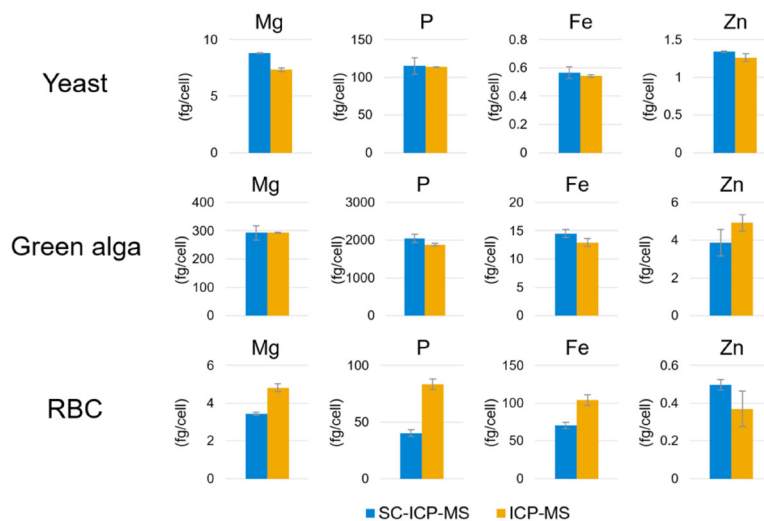 Mg P Fe Zn
Yeast
(fg/cell) 10 5 0
(fg/cell) 150 100 50 0
(fg/cell) 0.8 0.6 0.4 0.2 0
(fg/cell) 1.5 1 0.5 0
Mg P Fe Zn
Green alga
(fg/cell) 400 300 200 100 0
(fg/cell) 3000 2000 1000 0
(fg/cell) 20 15 10 5 0
(fg/cell) 6 4 2 0
Mg P Fe Zn
RBC
(fg/cell) 6 4 2 0
(fg/cell) 100 50 0
(fg/cell) 150 100 50 0
(fg/cell) 0.6 0.4 0.2 0
SC-ICP-MS ICP-MS